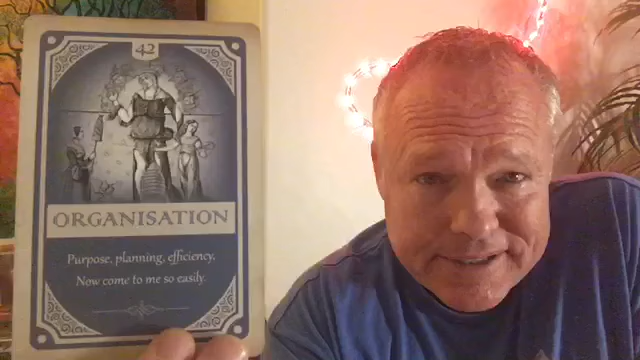 42
ORGANISATION
Purpose, planning, efficiency,
Now come to me so easily.